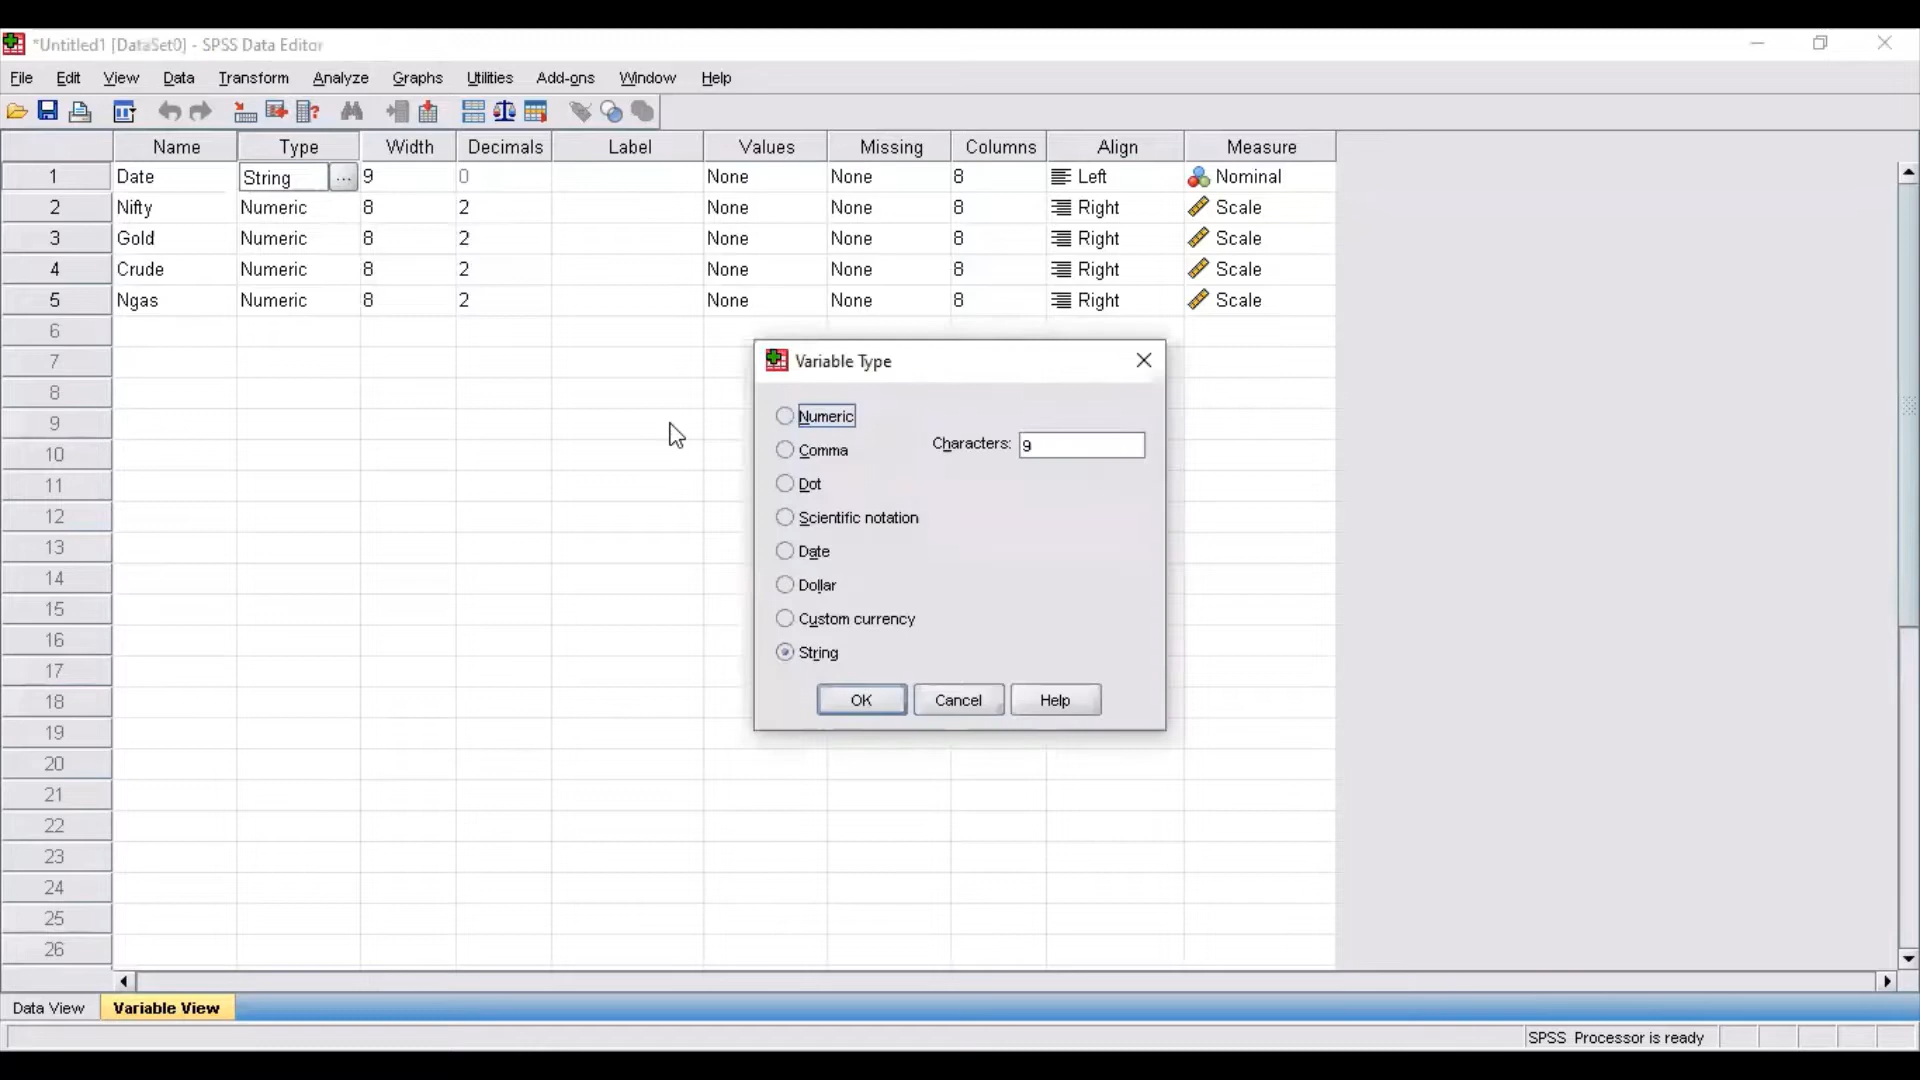 *Untitled1 [DataSet0] - SPSS Data Editor
File Edit View Data Transform Analyze Graphs Utilities Add-ons Window Help
Name Type Width Decimals Label Values Missing Columns Align Measure
1 Date String ... 9 0 None None 8 Left Nominal
2 Nifty Numeric 8 2 None None 8 Right Scale
3 Gold Numeric 8 2 None None 8 Right Scale
4 Crude Numeric 8 2 None None 8 Right Scale
5 Ngas Numeric 8 2 None None 8 Right Scale
6
7
8
9
10
11
12
13
14
15
16
17
18
19
20
21
22
23
24
25
26
Variable Type
Numeric
Characters: 9
Comma
Dot
Scientific notation
Date
Dollar
Custom currency
String
OK Cancel Help
Data View Variable View
SPSS Processor is ready